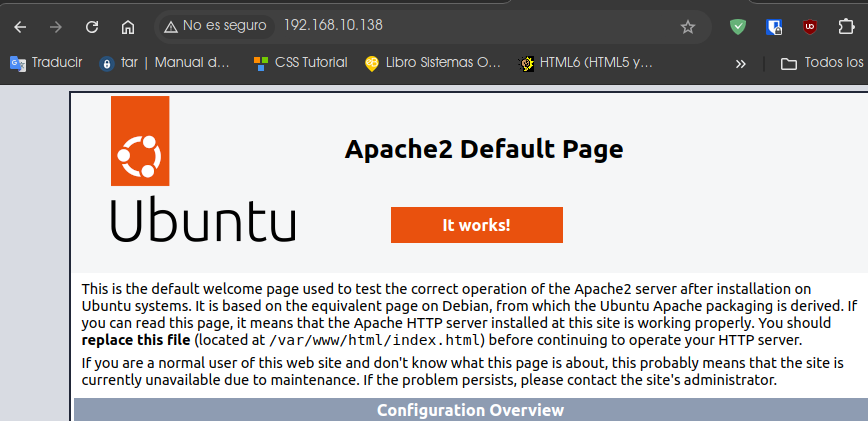 No es seguro 192.168.10.138
Traducir tar | Manual d... CSS Tutorial Libro Sistemas O... HTML6 (HTML5 y... » Todos los
Apache2 Default Page
Ubuntu
It works!
This is the default welcome page used to test the correct operation of the Apache2 server after installation on
Ubuntu systems. It is based on the equivalent page on Debian, from which the Ubuntu Apache packaging is derived. If
you can read this page, it means that the Apache HTTP server installed at this site is working properly. You should
replace this file (located at /var/www/html/index.html) before continuing to operate your HTTP server.
If you are a normal user of this web site and don't know what this page is about, this probably means that the site is
currently unavailable due to maintenance. If the problem persists, please contact the site's administrator.
Configuration Overview